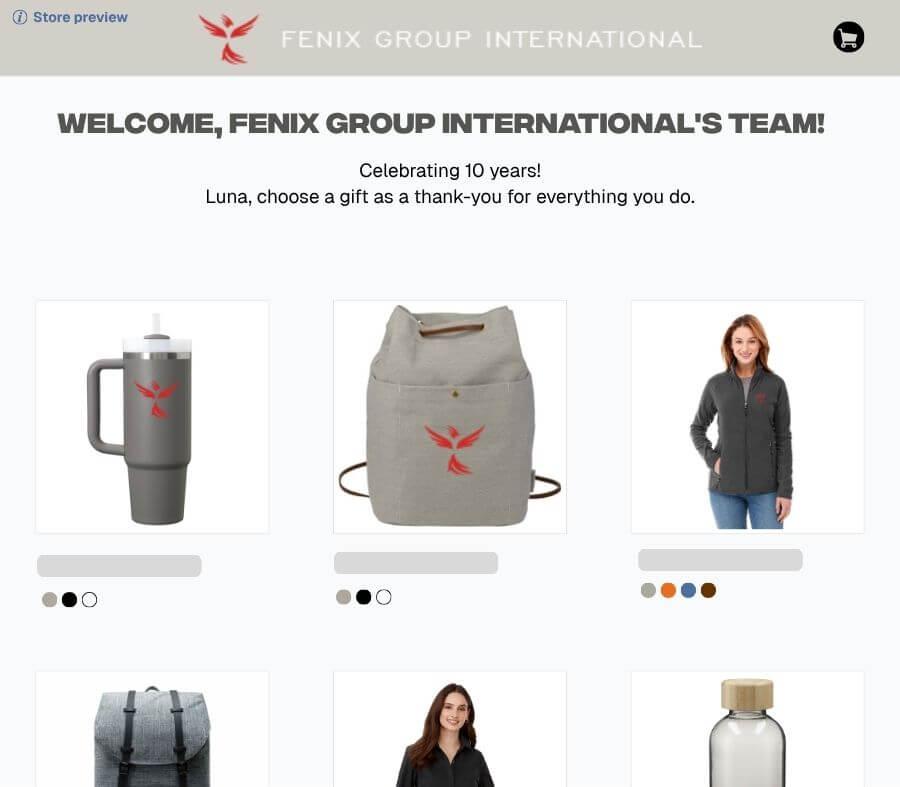 Store preview
FENIX GROUP INTERNATIONAL
WELCOME, FENIX GROUP INTERNATIONAL'S TEAM!
Celebrating 10 years!
Luna, choose a gift as a thank-you for everything you do.